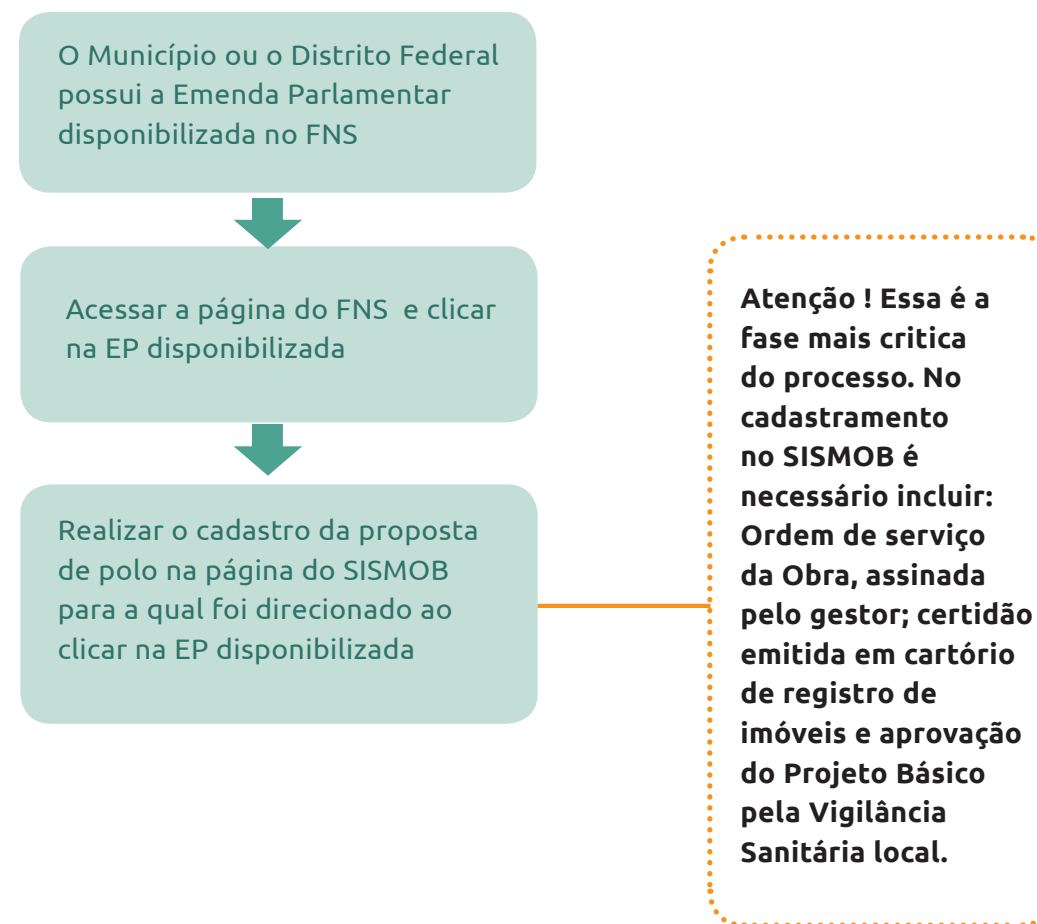 O Município ou o Distrito Federal
possui a Emenda Parlamentar
disponibilizada no FNS
Acessar a página do FNS e clicar
na EP disponibilizada
Realizar o cadastro da proposta
de polo na página do SISMOB
para a qual foi direcionado ao
clicar na EP disponibilizada
Atenção ! Essa é a
fase mais critica
do processo. No
cadastramento
no SISMOB é
necessário incluir:
Ordem de serviço
da Obra, assinada
pelo gestor; certidão
emitida em cartório
de registro de
imóveis e aprovação
do Projeto Básico
pela Vigilância
Sanitária local.